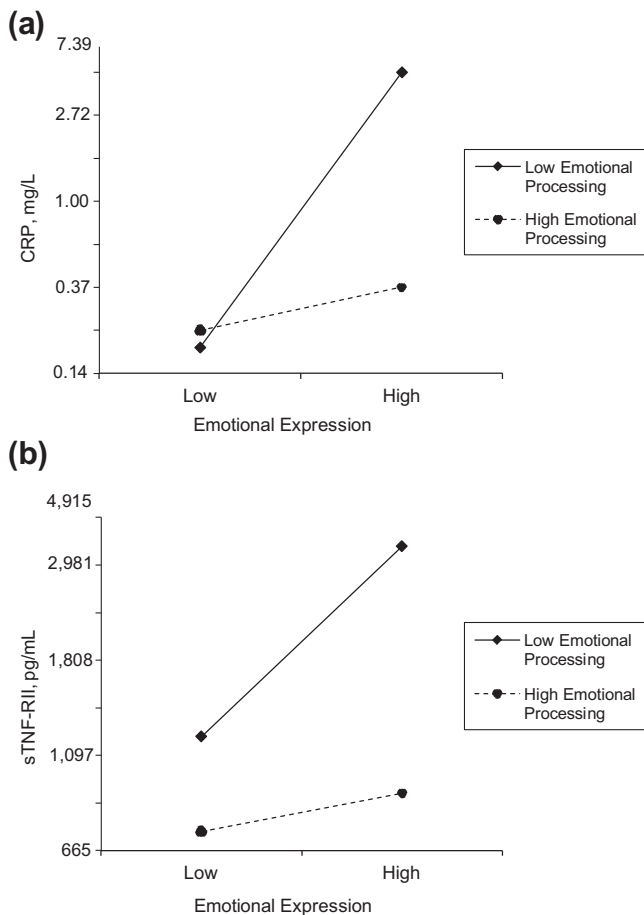 (a)
7.39
2.72
1.00
0.37
0.14
CRP, mg/L
Low
High
Emotional Expression
Low Emotional
Processing
High Emotional
Processing
(b)
4,915
2,981
1,808
1,097
665
sTNF-RII, pg/mL
Low
High
Emotional Expression
Low Emotional
Processing
High Emotional
Processing